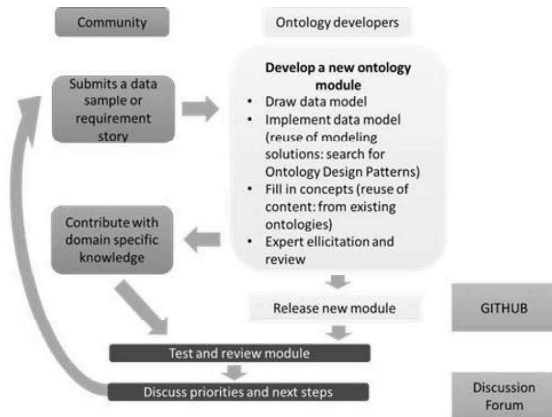 Community
Ontology developers
Submits a data
sample or
requirement
story
Develop a new ontology
module
• Draw data model
• Implement data model
(reuse of modeling
solutions: search for
Ontology Design Patterns)
• Fill in concepts (reuse of
content: from existing
ontologies)
• Expert ellicitation and
review
Contribute with
domain specific
knowledge
Release new module
GITHUB
Test and review module
Discuss priorities and next steps
Discussion
Forum